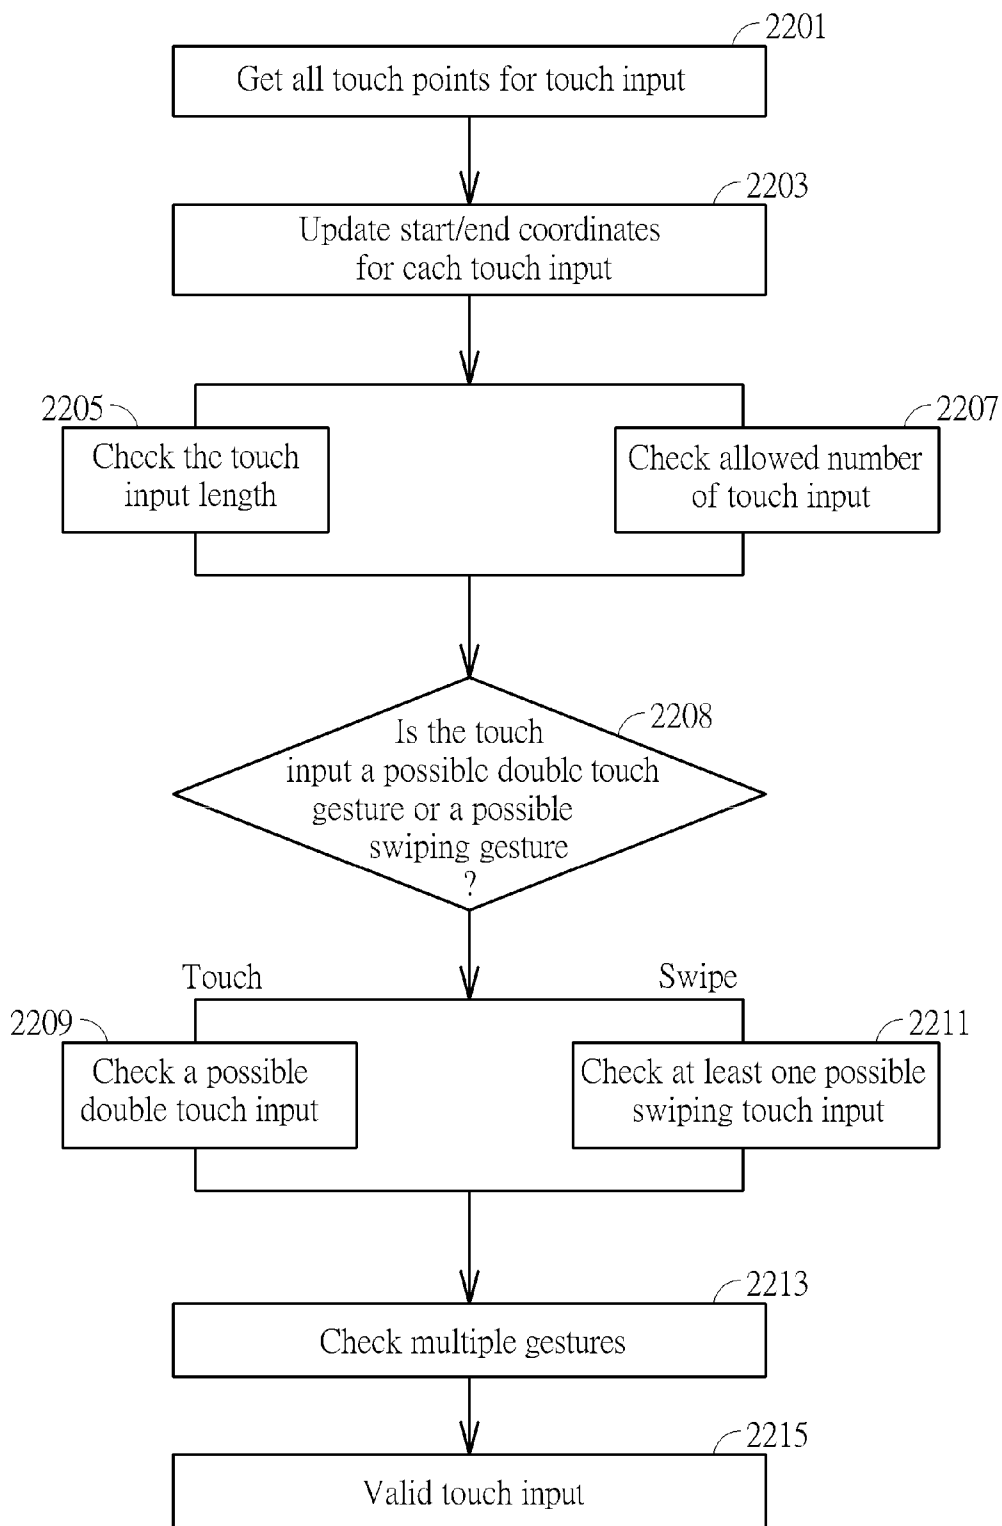 2201
Get all touch points for touch input
2203
Update start/end coordinates
for each touch input
2205
Check the touch
input length
2207
Check allowed number
of touch input
2208
Is the touch
input a possible double touch
gesture or a possible
swiping gesture
?
Touch
Swipe
2209
Check a possible
double touch input
2211
Check at least one possible
swiping touch input
2213
Check multiple gestures
2215
Valid touch input